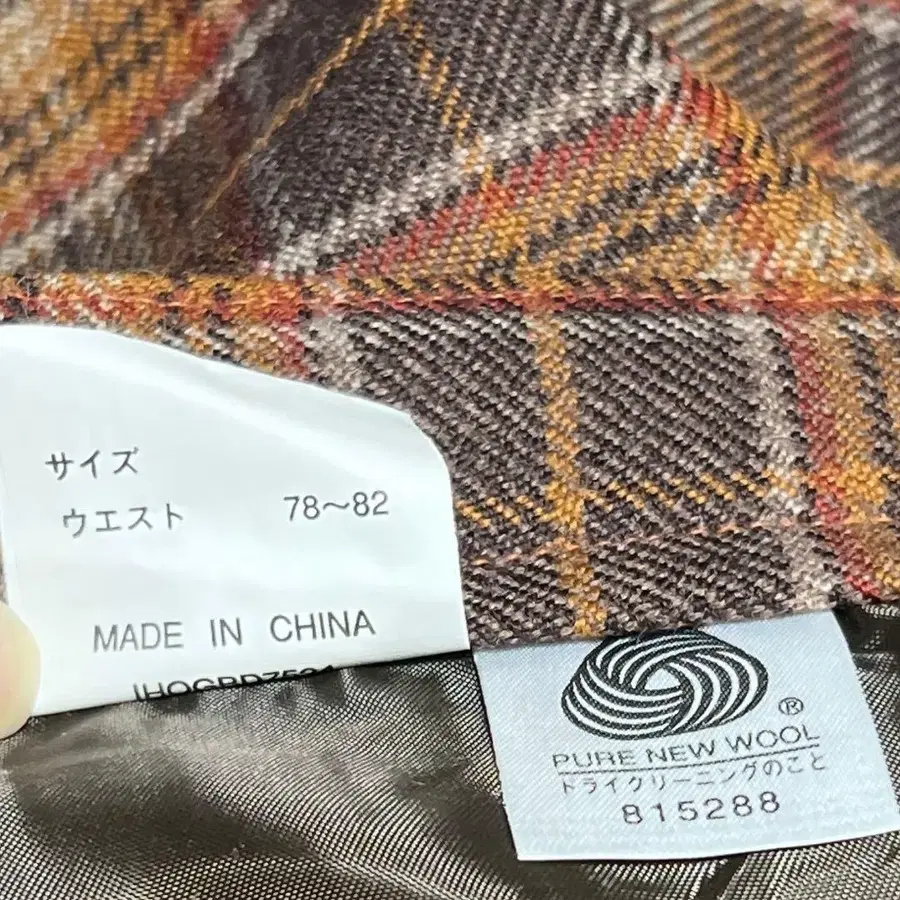 サイズ
ウエスト 78～82
MADE IN CHINA
®
PURE NEW WOOL
ドライクリーニングのこと
815288